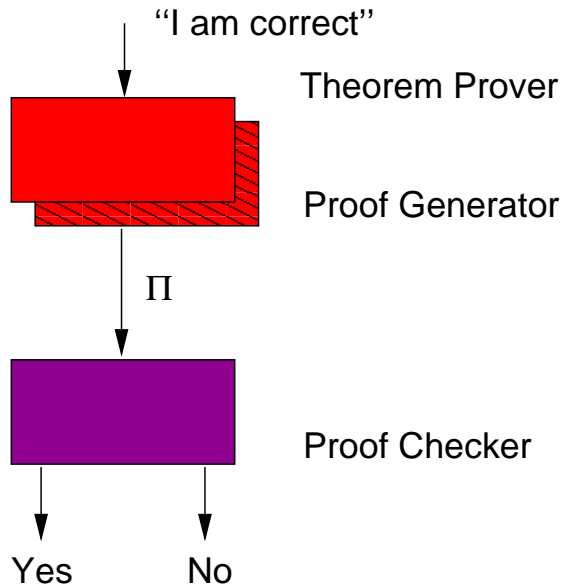 “I am correct”
Theorem Prover
Proof Generator
Π
Proof Checker
Yes No